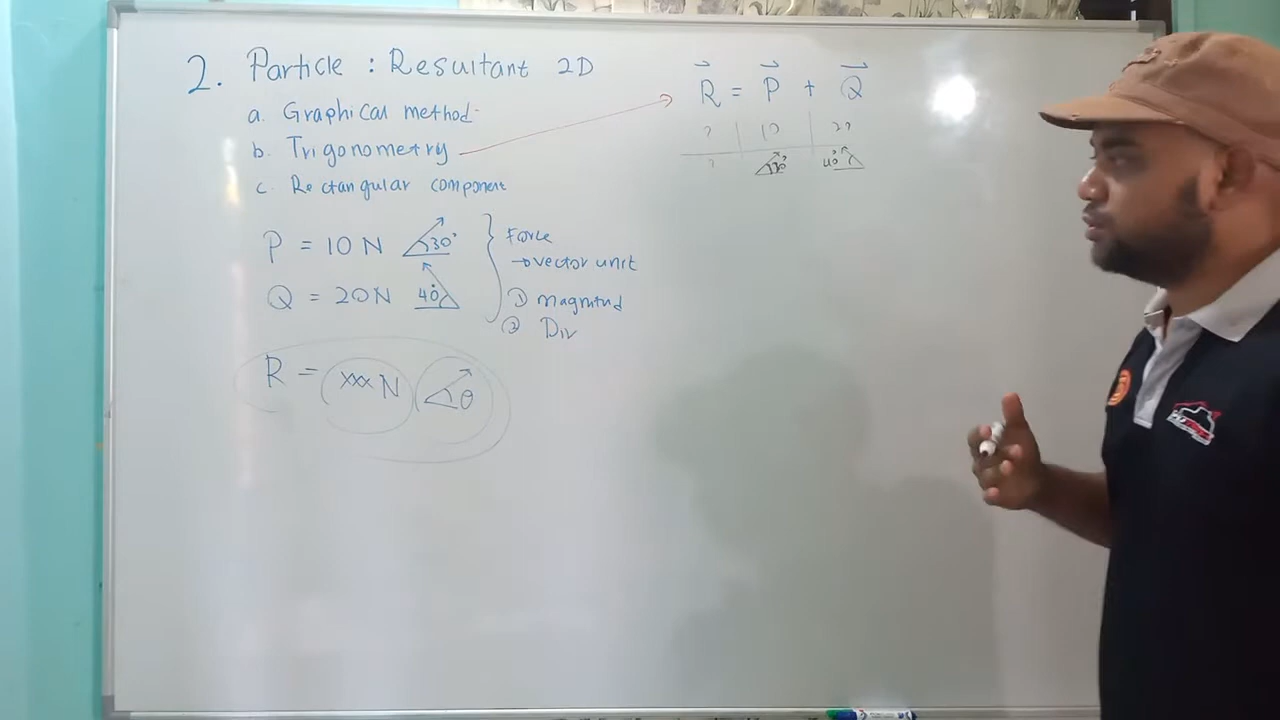 2. Particle : Resultant 2D
a. Graphical method
b. Trigonometry
c. Rectangular component
P = 10 N 30°
Q = 20 N 40°
} Force
→ vector unit
① magnitud
② Dir
R = xxx N θ
R = P + Q
? 10 20
? 30° 40°